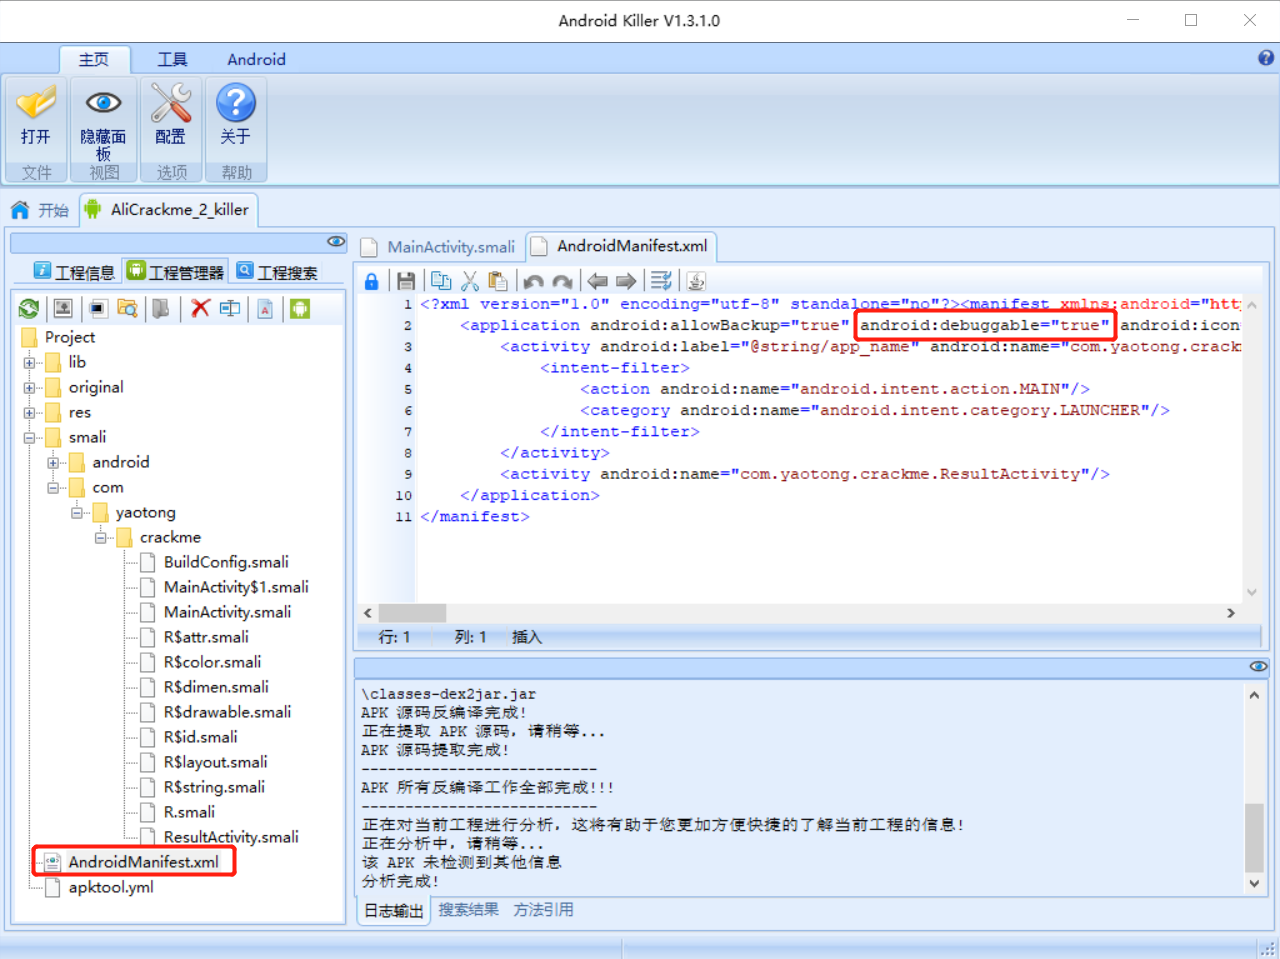 Android Killer V1.3.1.0
主页 工具 Android
打开 隐藏面板 配置 关于
文件 视图 选项 帮助
开始 AliCrackme_2_killer
工程信息 工程管理器 工程搜索
Project
lib
original
res
smali
android
com
yaotong
crackme
BuildConfig.smali
MainActivity$1.smali
MainActivity.smali
R$attr.smali
R$color.smali
R$dimen.smali
R$drawable.smali
R$id.smali
R$layout.smali
R$string.smali
R.smali
ResultActivity.smali
AndroidManifest.xml
apktool.yml
MainActivity.smali AndroidManifest.xml
1 <?xml version="1.0" encoding="utf-8" standalone="no"?><manifest xmlns:android="htt
2 <application android:allowBackup="true" android:debuggable="true" android:icon
3 <activity android:label="@string/app_name" android:name="com.yaotong.crackm
4 <intent-filter>
5 <action android:name="android.intent.action.MAIN"/>
6 <category android:name="android.intent.category.LAUNCHER"/>
7 </intent-filter>
8 </activity>
9 <activity android:name="com.yaotong.crackme.ResultActivity"/>
10 </application>
11 </manifest>
行: 1 列: 1 插入
\classes-dex2jar.jar
APK 源码反编译完成!
正在提取 APK 源码，请稍等...
APK 源码提取完成!
--------------------------
APK 所有反编译工作全部完成!!!
--------------------------
正在对当前工程进行分析，这将有助于您更加方便快捷的了解当前工程的信息!
正在分析中，请稍等...
该 APK 未检测到其他信息
分析完成!
日志输出 搜索结果 方法引用